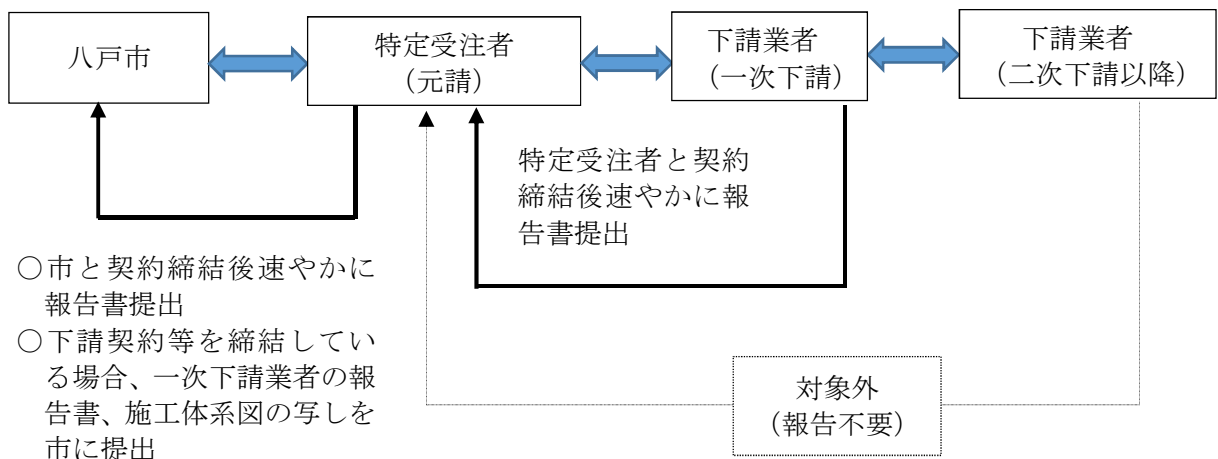 八戸市
特定受注者
(元請)
下請業者
(一次下請)
下請業者
(二次下請以降)
特定受注者と契約
締結後速やかに報
告書提出
○市と契約締結後速やかに
報告書提出
○下請契約等を締結してい
る場合、一次下請業者の報
告書、施工体系図の写しを
市に提出
対象外
(報告不要)